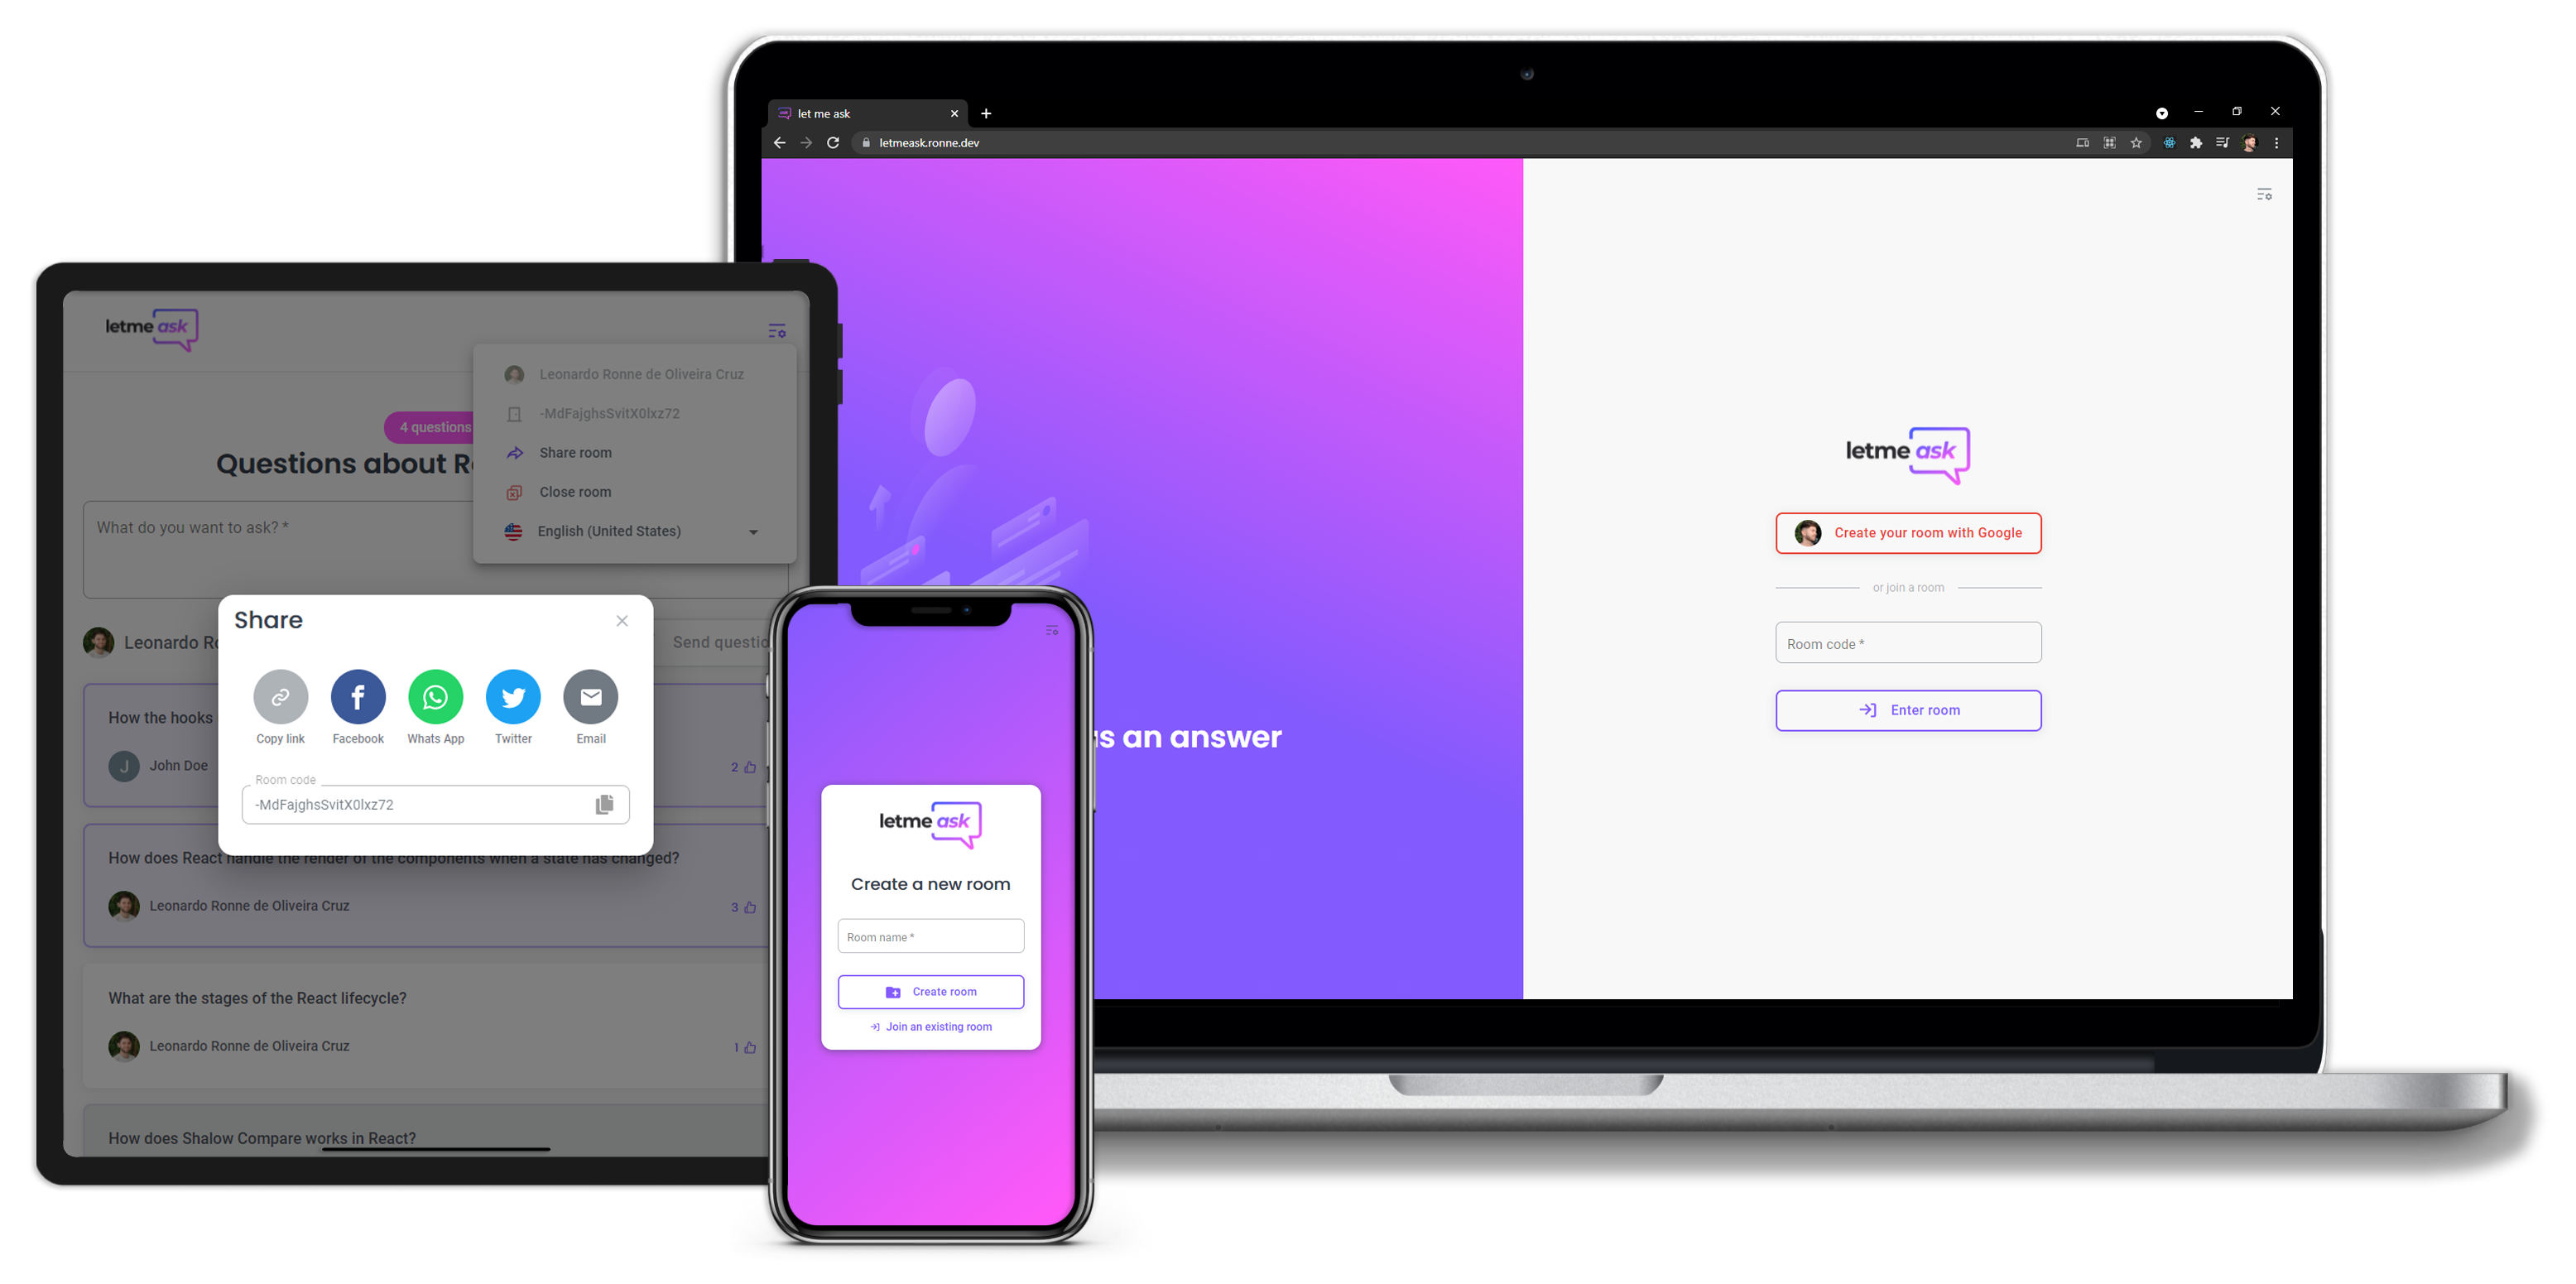 let me ask
letmeask.ronne.dev
letme ask
Create your room with Google
or join a room
Room code *
Enter room
s an answer
letme ask
Leonardo Ronne de Oliveira Cruz
-MdFajghsSvitX0lxz72
Share room
Close room
English (United States)
4 questions
Questions about R
What do you want to ask? *
Leonardo Ro
Send questio
Share
Copy link
Facebook
Whats App
Twitter
Email
Room code
-MdFajghsSvitX0lxz72
How the hooks
J
John Doe
2
How does React handle the render of the components when a state has changed?
Leonardo Ronne de Oliveira Cruz
3
What are the stages of the React lifecycle?
Leonardo Ronne de Oliveira Cruz
1
How does Shalow Compare works in React?
letme ask
Create a new room
Room name *
Create room
Join an existing room